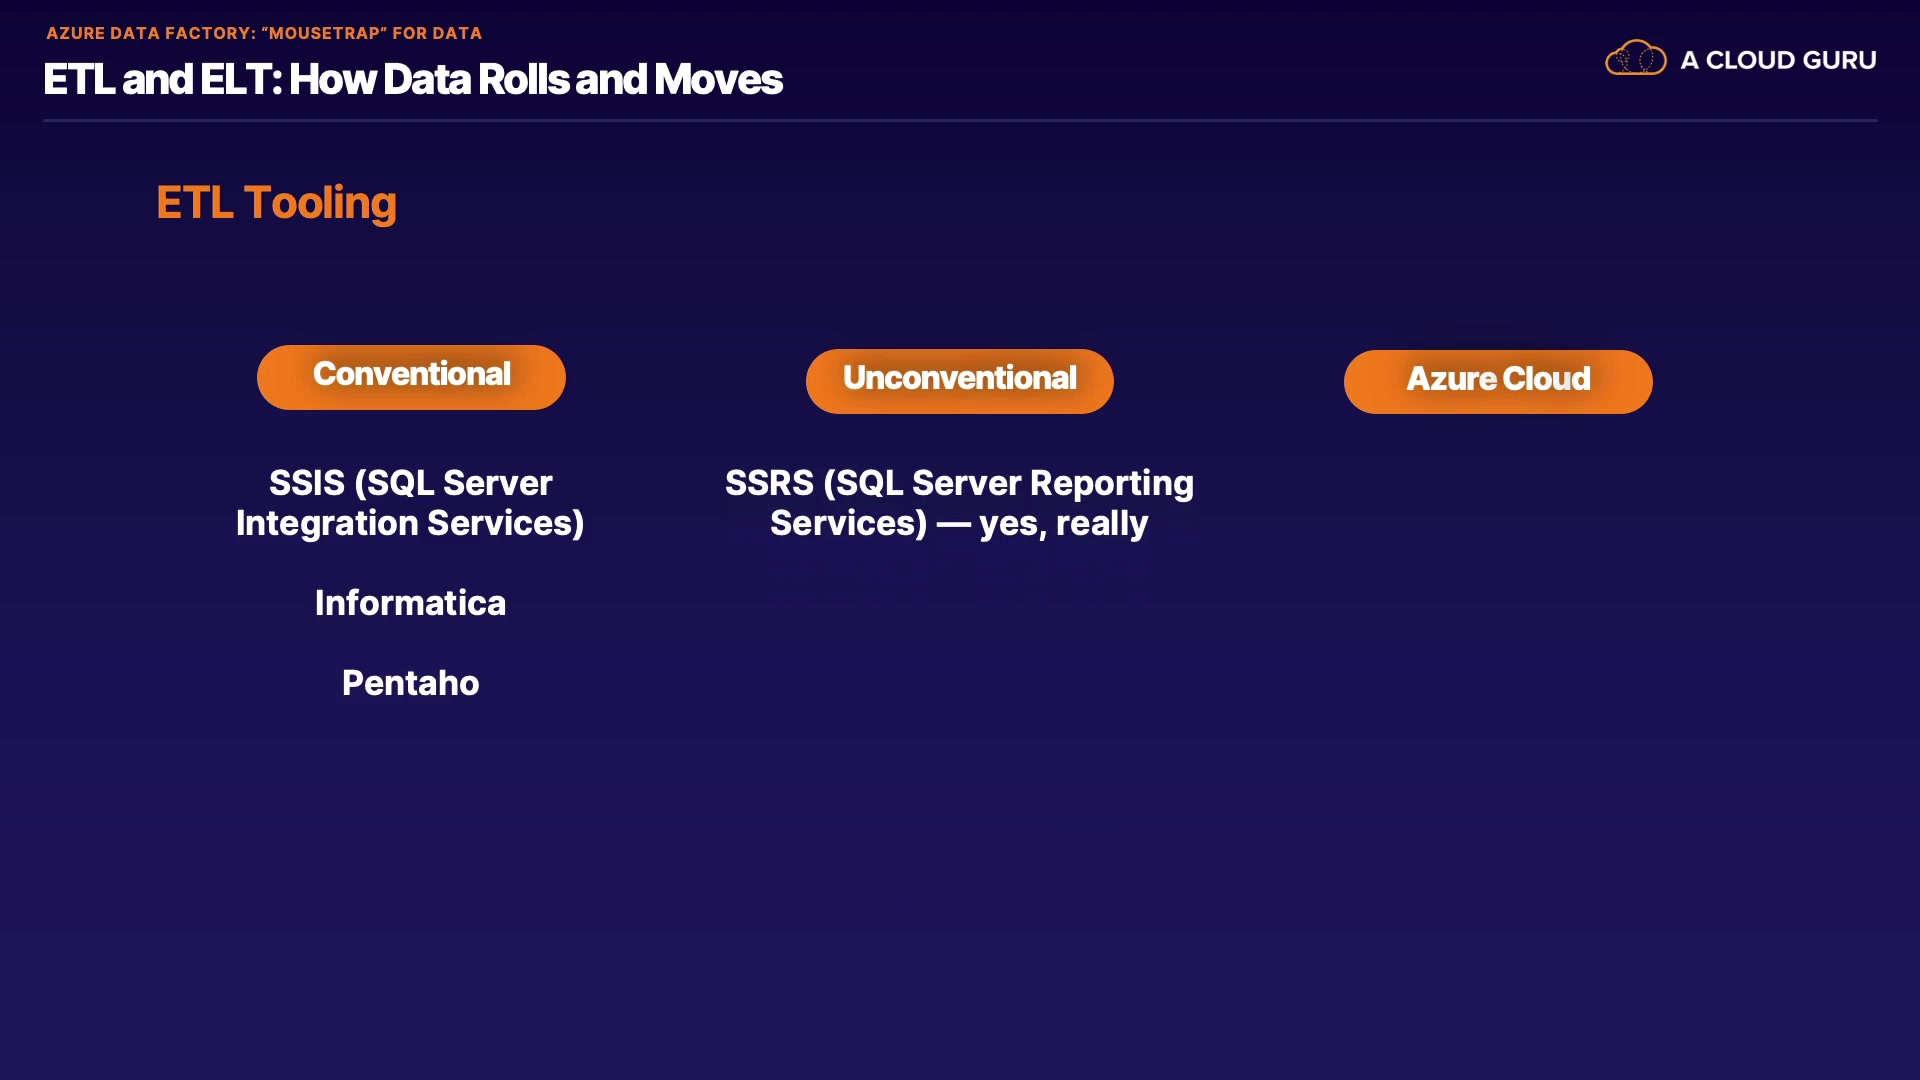 AZURE DATA FACTORY: “MOUSETRAP” FOR DATA
ETL and ELT: How Data Rolls and Moves
A CLOUD GURU
ETL Tooling
Conventional
SSIS (SQL Server
Integration Services)
Informatica
Pentaho
Unconventional
SSRS (SQL Server Reporting
Services) — yes, really
Azure Cloud